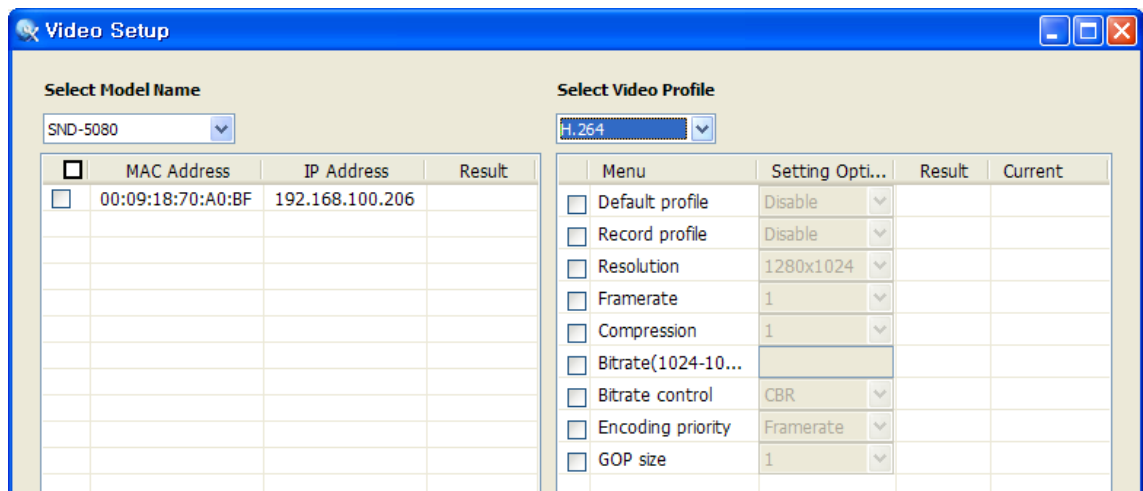 Video Setup
Select Model Name
Select Video Profile
SND-5080
H.264
MAC Address IP Address Result
Menu Setting Opti... Result Current
00:09:18:70:A0:BF 192.168.100.206
Default profile Disable
Record profile Disable
Resolution 1280x1024
Framerate 1
Compression 1
Bitrate(1024-10...
Bitrate control CBR
Encoding priority Framerate
GOP size 1